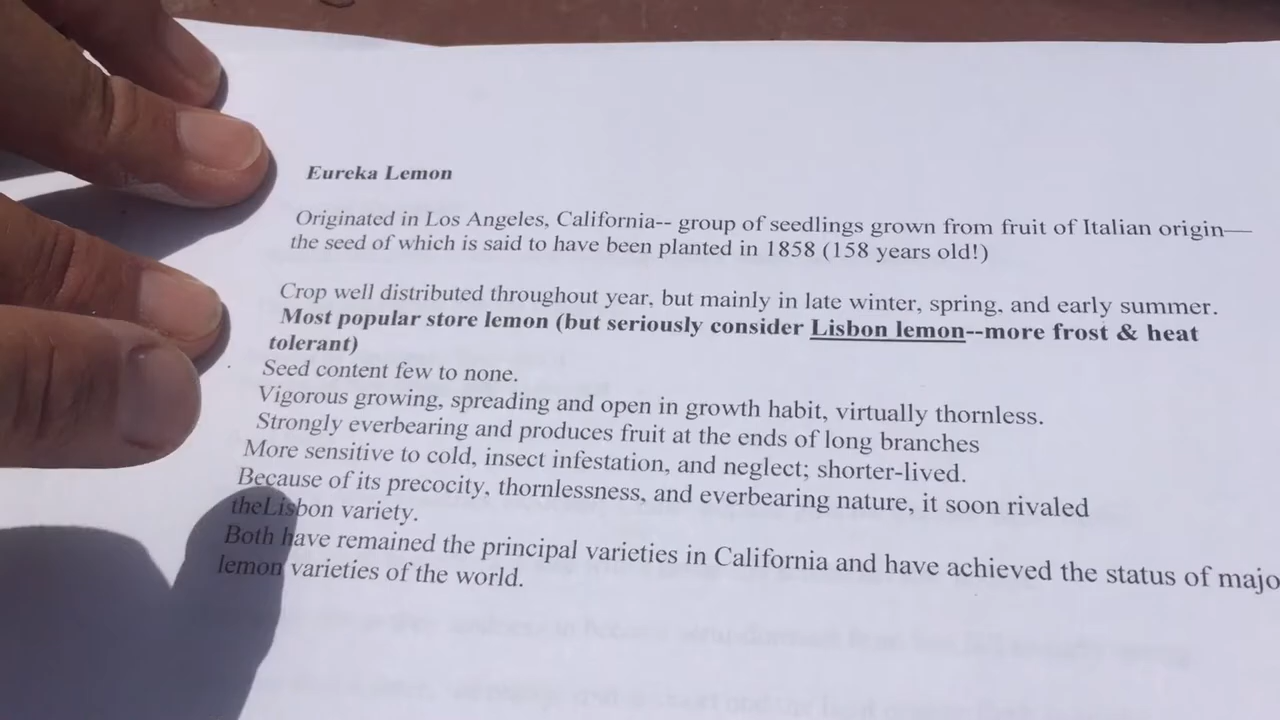 Eureka Lemon
Originated in Los Angeles, California-- group of seedlings grown from fruit of Italian origin—
the seed of which is said to have been planted in 1858 (158 years old!)
Crop well distributed throughout year, but mainly in late winter, spring, and early summer.
Most popular store lemon (but seriously consider Lisbon lemon--more frost & heat
tolerant)
Seed content few to none.
Vigorous growing, spreading and open in growth habit, virtually thornless.
Strongly everbearing and produces fruit at the ends of long branches
More sensitive to cold, insect infestation, and neglect; shorter-lived.
Because of its precocity, thornlessness, and everbearing nature, it soon rivaled
theLisbon variety.
Both have remained the principal varieties in California and have achieved the status of majo
lemon varieties of the world.